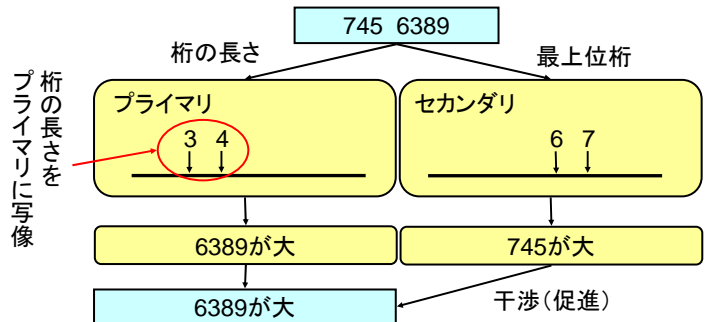 745 6389
桁の長さ
最上位桁
桁の長さを
プライマリに写像
プライマリ
3 4
セカンダリ
6 7
6389が大
745が大
6389が大
干渉（促進）